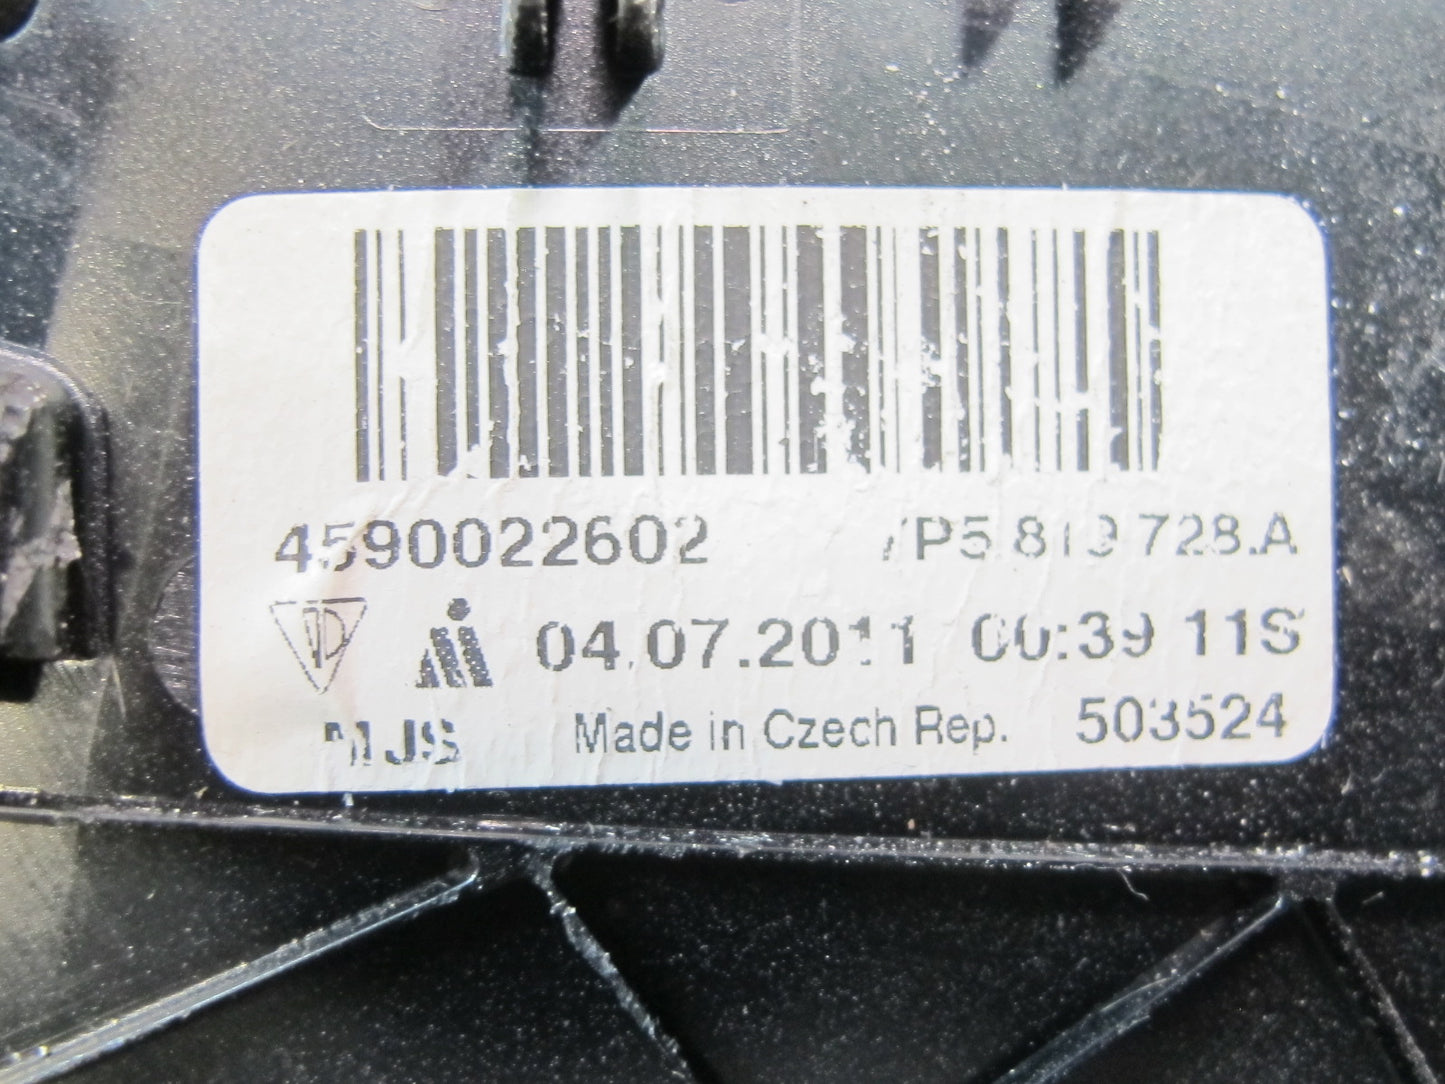 4590022602 7P5 819 728.A
04.07.2011 00:39 11S
MJS Made in Czech Rep. 503524